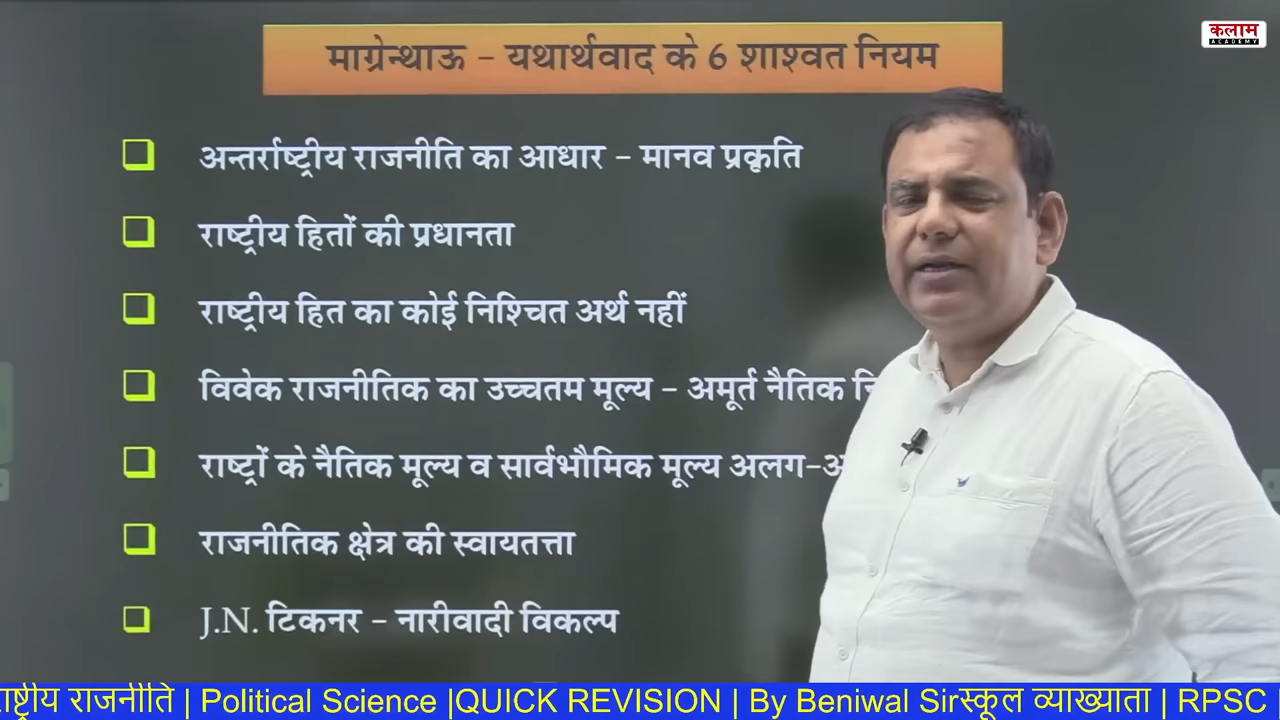 कलाम
ACADEMY
माग्रेन्थाऊ - यथार्थवाद के 6 शाश्वत नियम
अन्तर्राष्ट्रीय राजनीति का आधार - मानव प्रकृति
राष्ट्रीय हितों की प्रधानता
राष्ट्रीय हित का कोई निश्चित अर्थ नहीं
विवेक राजनीतिक का उच्चतम मूल्य - अमूर्त नैतिक
राष्ट्रों के नैतिक मूल्य व सार्वभौमिक मूल्य अलग-
राजनीतिक क्षेत्र की स्वायतत्ता
J.N. टिकनर - नारीवादी विकल्प
राजनीति | Political Science |QUICK REVISION | By Beniwal Sirस्कूल व्याख्याता | RPSC